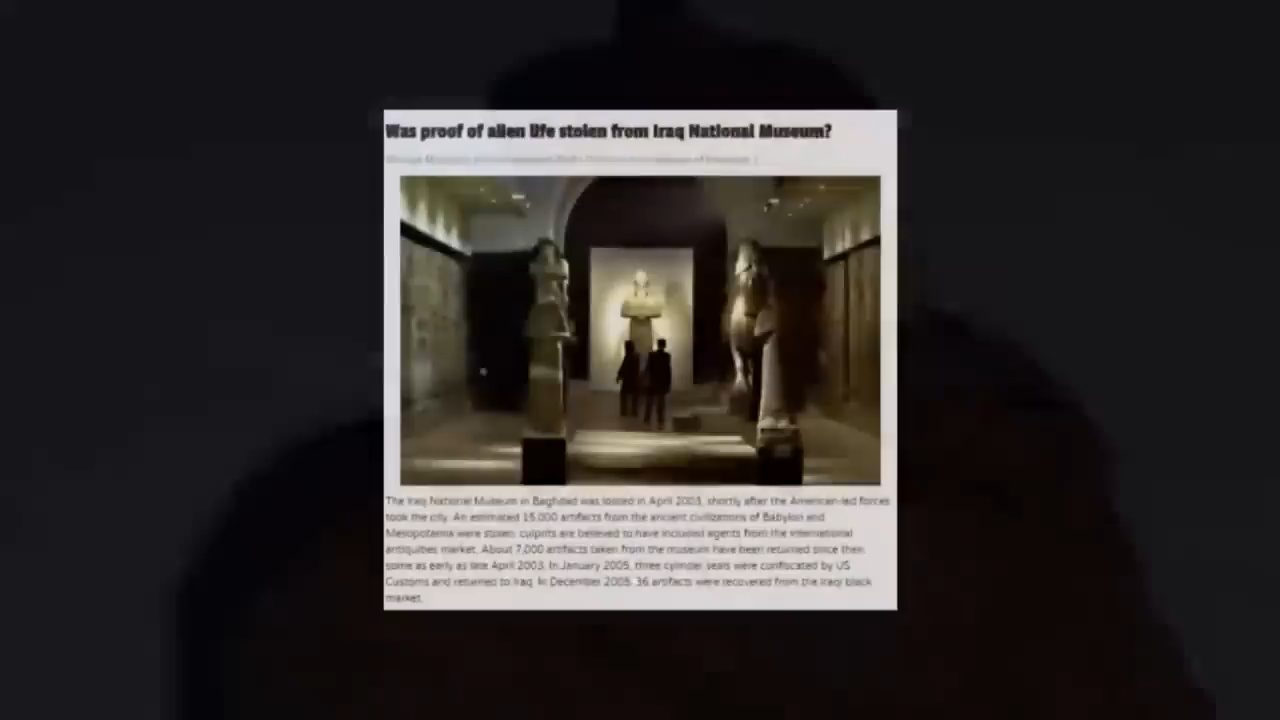 Was proof of alien life stolen from Iraq National Museum?
The Iraq National Museum in Baghdad was looted in April 2003, shortly after the American-led forces
took the city. An estimated 15,000 artifacts from the ancient civilizations of Babylon and
Mesopotamia were stolen; culprits are believed to have included agents from the international
antiquities market. About 7,000 artifacts taken from the museum have been returned since then
some as early as late April 2003. In January 2005, three cylinder seals were confiscated by US
Customs and returned to Iraq. In December 2005, 36 artifacts were recovered from the Iraqi black
market.